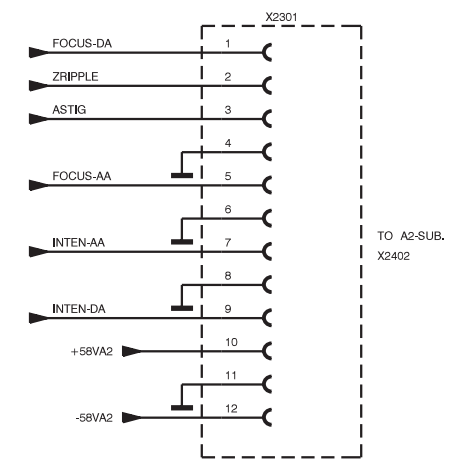 X2301
FOCUS-DA 1
ZRIPPLE 2
ASTIG 3
4
FOCUS-AA 5
6
TO A2-SUB.
INTEN-AA 7
X2402
8
INTEN-DA 9
+58VA2 10
11
-58VA2 12